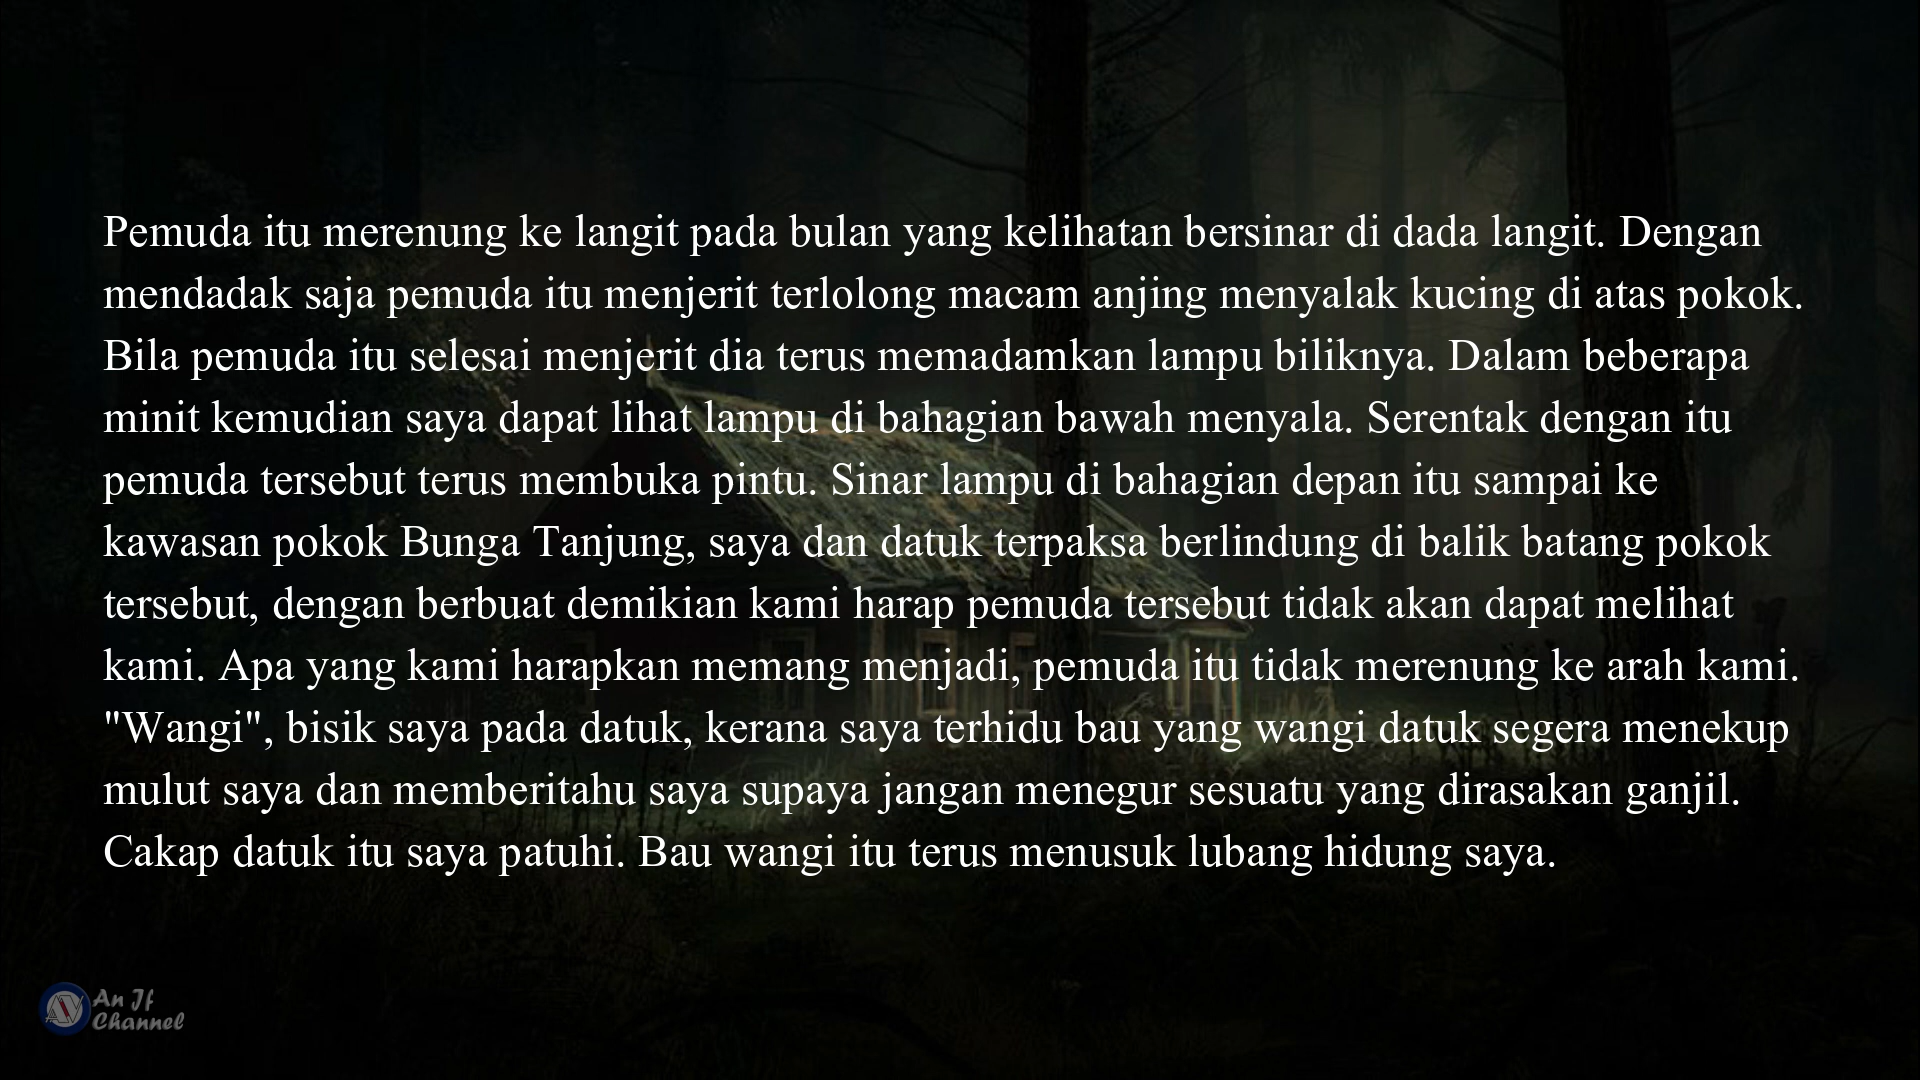 Pemuda itu merenung ke langit pada bulan yang kelihatan bersinar di dada langit. Dengan
mendadak saja pemuda itu menjerit terlolong macam anjing menyalak kucing di atas pokok.
Bila pemuda itu selesai menjerit dia terus memadamkan lampu biliknya. Dalam beberapa
minit kemudian saya dapat lihat lampu di bahagian bawah menyala. Serentak dengan itu
pemuda tersebut terus membuka pintu. Sinar lampu di bahagian depan itu sampai ke
kawasan pokok Bunga Tanjung, saya dan datuk terpaksa berlindung di balik batang pokok
tersebut, dengan berbuat demikian kami harap pemuda tersebut tidak akan dapat melihat
kami. Apa yang kami harapkan memang menjadi, pemuda itu tidak merenung ke arah kami.
"Wangi", bisik saya pada datuk, kerana saya terhidu bau yang wangi datuk segera menekup
mulut saya dan memberitahu saya supaya jangan menegur sesuatu yang dirasakan ganjil.
Cakap datuk itu saya patuhi. Bau wangi itu terus menusuk lubang hidung saya.
An If
Channel